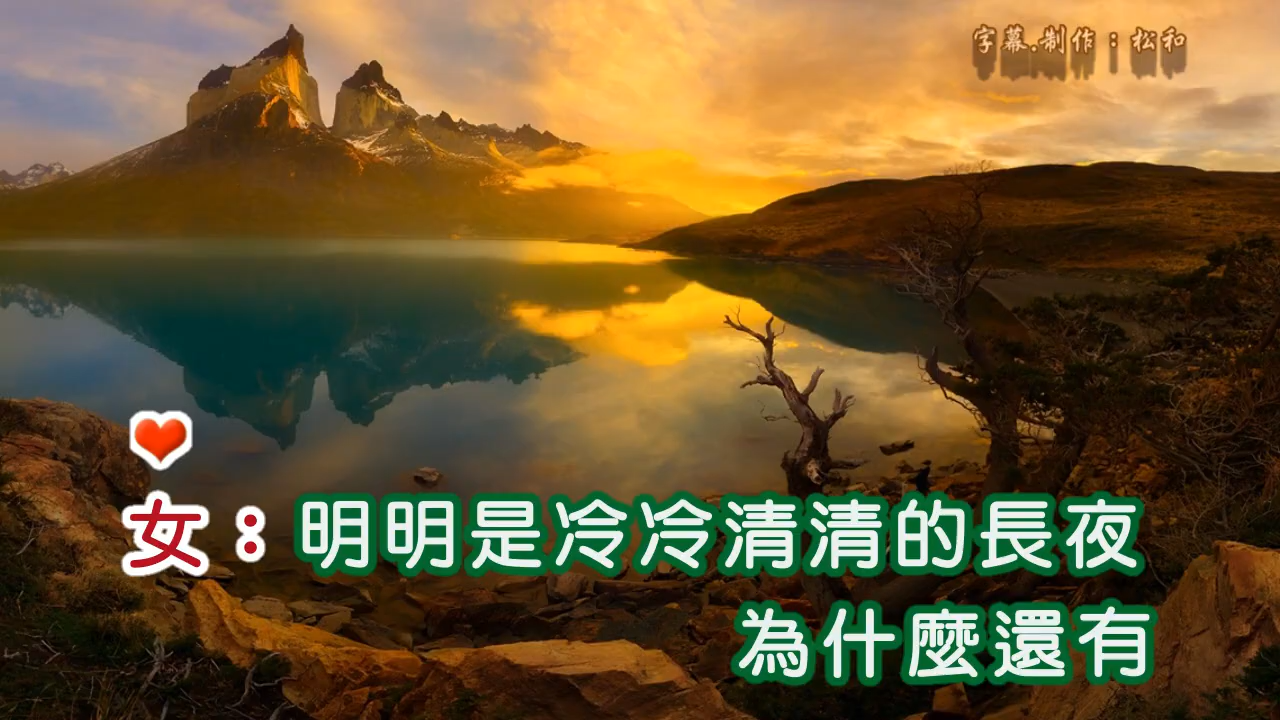 字幕.制作：松和
女：明明是冷冷清清的長夜
為什麼還有